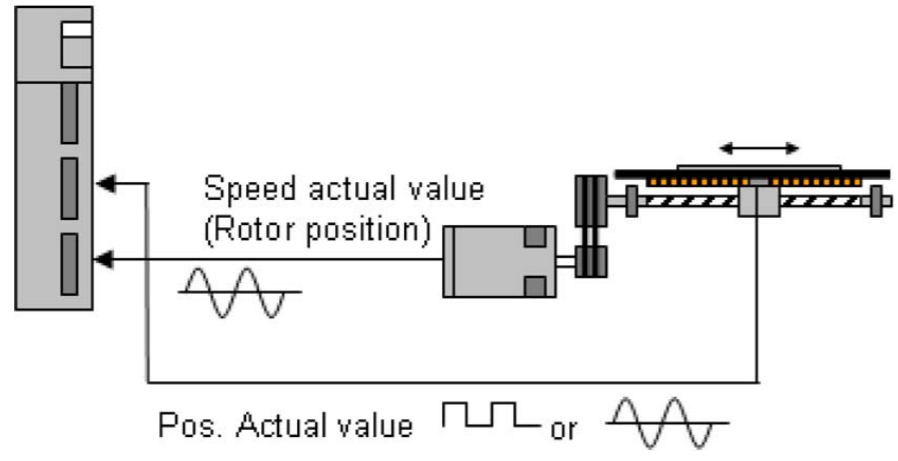 Speed actual value
(Rotor position)
Pos. Actual value or